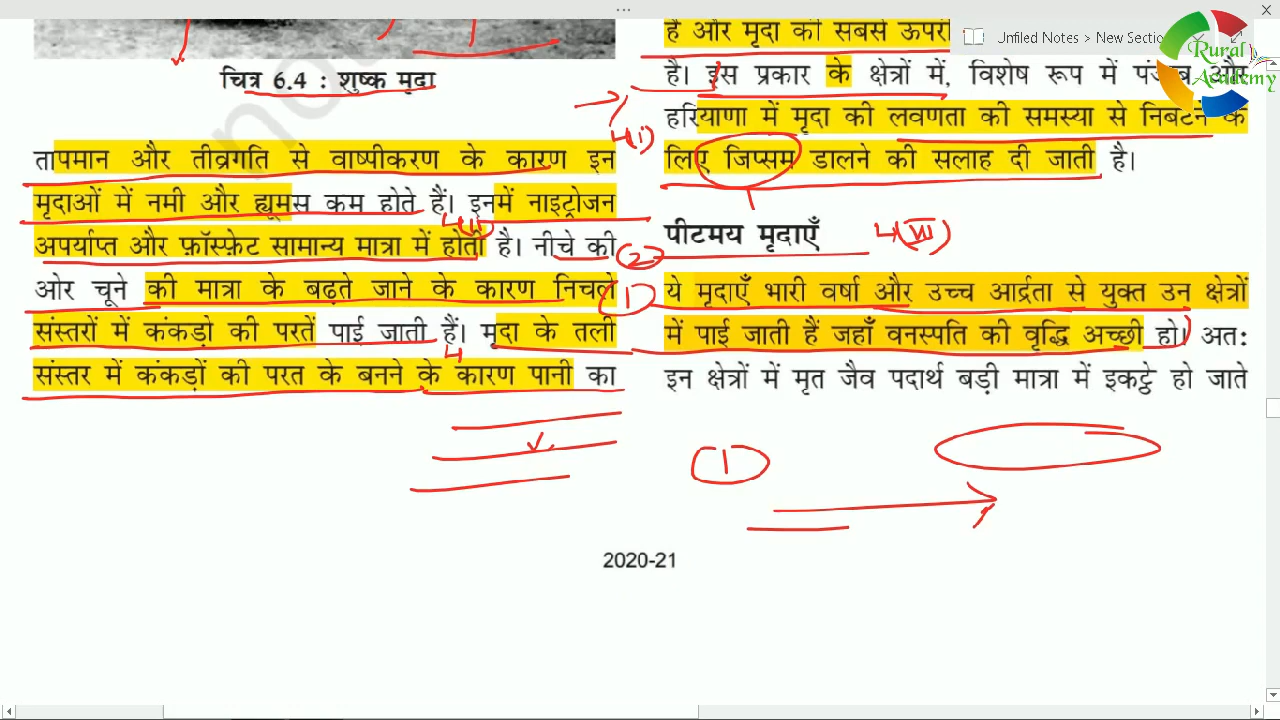 Unfiled Notes > New Section
Rural
Academy
चित्र 6.4 : शुष्क मृदा
तापमान और तीव्रगति से वाष्पीकरण के कारण इन
मृदाओं में नमी और ह्यूमस कम होते हैं। इनमें नाइट्रोजन
अपर्याप्त और फ़ॉस्फ़ेट सामान्य मात्रा में होता है। नीचे की
ओर चूने की मात्रा के बढ़ते जाने के कारण निचले
संस्तरों में कंकड़ो की परतें पाई जाती हैं। मृदा के तली
संस्तर में कंकड़ों की परत के बनने के कारण पानी का
है और मृदा की सबसे ऊपरी
है। इस प्रकार के क्षेत्रों में, विशेष रूप में पंजाब और
हरियाणा में मृदा की लवणता की समस्या से निबटने के
लिए जिप्सम डालने की सलाह दी जाती है।
पीटमय मृदाएँ 4 (VII)
ये मृदाएँ भारी वर्षा और उच्च आर्द्रता से युक्त उन क्षेत्रों
में पाई जाती हैं जहाँ वनस्पति की वृद्धि अच्छी हो। अत:
इन क्षेत्रों में मृत जैव पदार्थ बड़ी मात्रा में इकट्ठे हो जाते
2020-21